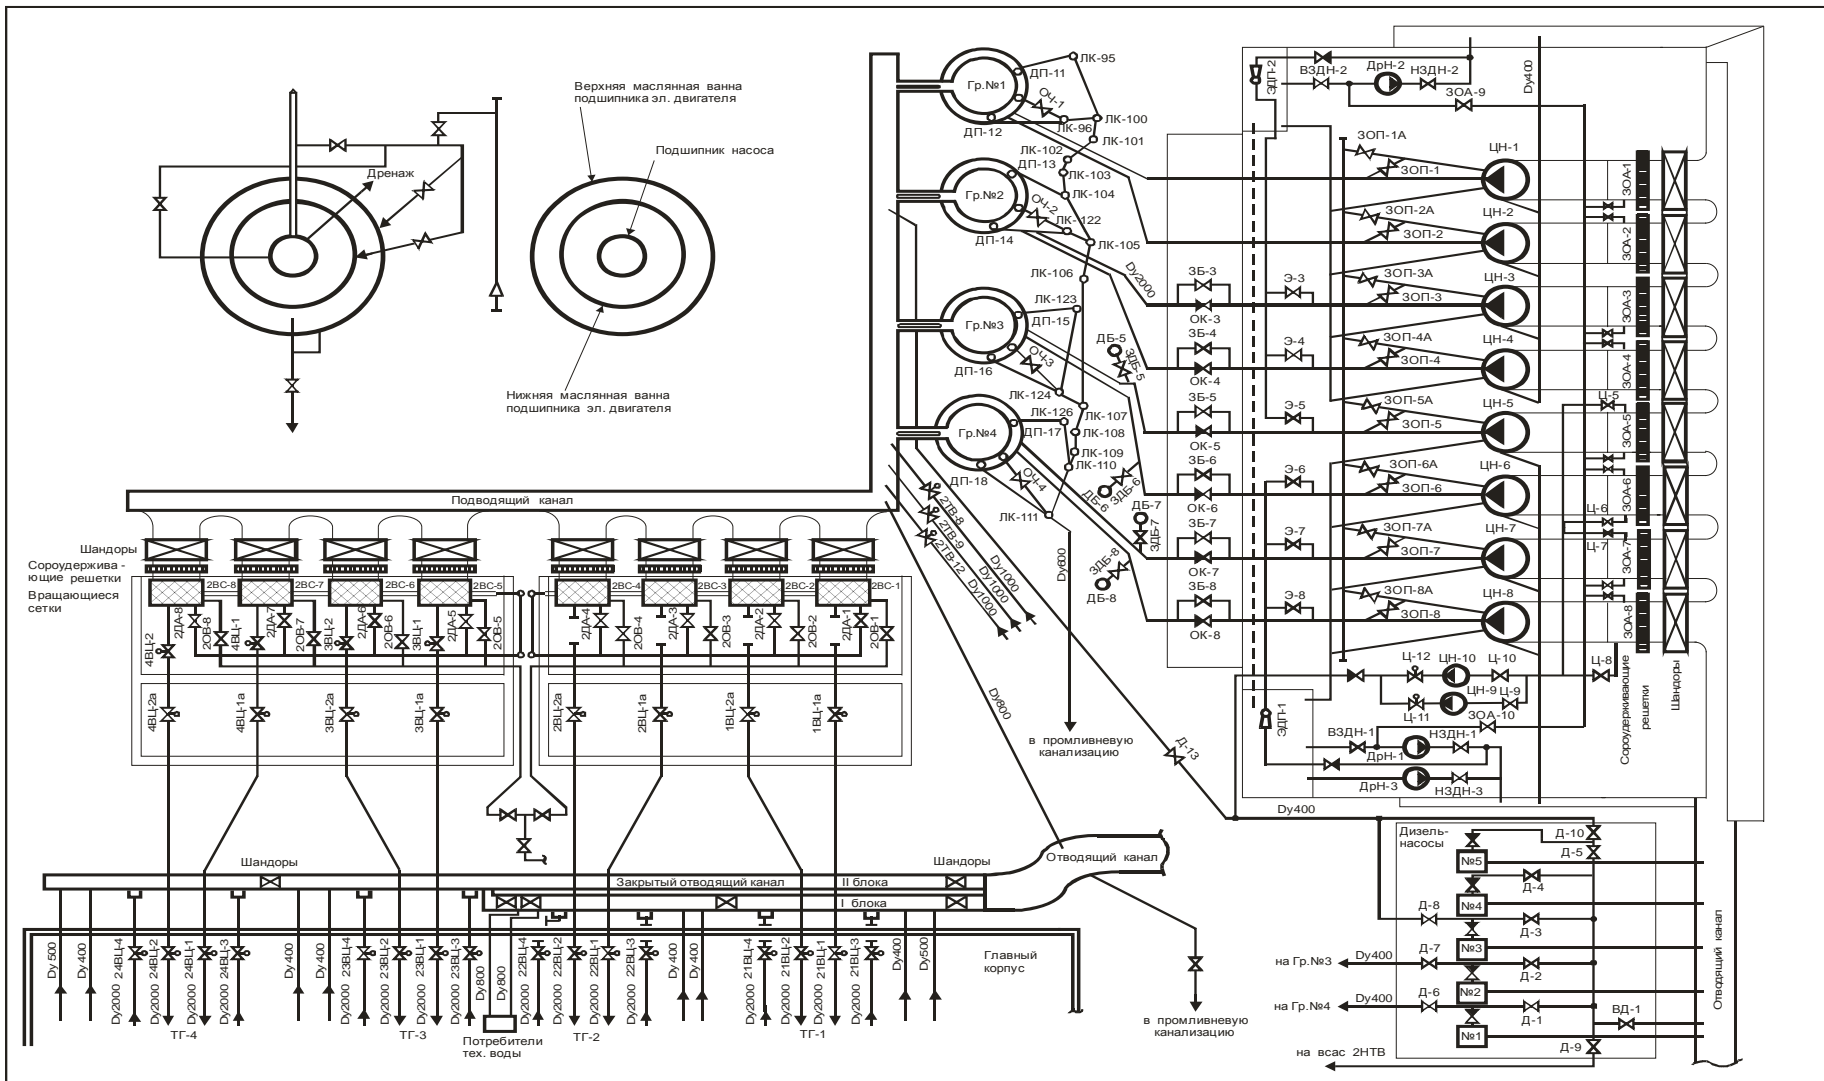 Верхняя маслянная ванна
подшипника эл. двигателя
Подшипник насоса
Дренаж
Нижняя маслянная ванна
подшипника эл. двигателя
Подводящий канал
Гр.№1
ДП-11
ЛК-95
ОЧ-1
ДП-12
ЛК-96
ЛК-100
ЛК-101
ЛК-102
ДП-13
ЛК-103
Гр.№2
ЛК-104
ОЧ-2
ЛК-122
ДП-14
ЛК-105
ЛК-106
ЛК-123
Гр.№3
ДП-15
ОЧ-3
ДП-16
ЛК-124
ЛК-126
ЛК-107
Гр.№4
ДП-17
ЛК-108
ЛК-109
ЛК-110
ДП-18
ОЧ-4
ЛК-111
Dy2000
ДБ-5
ЗДБ-5
ДБ-6
ЗДБ-6
ДБ-7
ЗДБ-7
ЗДБ-8
ДБ-8
2ТВ-8
2ТВ-9
2ТВ-12
Dy1000
Dy1000
Dy1000
Dy600
Dy800
в промливневую
канализацию
Д-13
ЗБ-3
ОК-3
ЗБ-4
ОК-4
ЗБ-5
ОК-5
ЗБ-6
ОК-6
ЗБ-7
ОК-7
ЗБ-8
ОК-8
Э-3
Э-4
Э-5
Э-6
Э-7
Э-8
ЭДП-2
ВЗДН-2
ДрН-2
НЗДН-2
ЗОА-9
Dy400
ЗОП-1А
ЗОП-1
ЗОП-2А
ЗОП-2
ЗОП-3А
ЗОП-3
ЗОП-4А
ЗОП-4
ЗОП-5А
ЗОП-5
ЗОП-6А
ЗОП-6
ЗОП-7А
ЗОП-7
ЗОП-8А
ЗОП-8
ЦН-1
ЦН-2
ЦН-3
ЦН-4
ЦН-5
ЦН-6
ЦН-7
ЦН-8
ЗОА-1
ЗОА-2
ЗОА-3
ЗОА-4
ЗОА-5
ЗОА-6
ЗОА-7
ЗОА-8
Ц-5
Ц-6
Ц-7
Ц-12
ЦН-10
Ц-10
Ц-8
ЦН-9
Ц-9
Ц-11
ЗОА-10
Сороудерживающие
решетки
Шандоры
ЭДП-1
ВЗДН-1
НЗДН-1
ДрН-1
ДрН-3
НЗДН-3
Dy400
Шандоры
Сороудержива -
ющие решетки
Вращающиеся
сетки
2ВС-8
2ВС-7
2ВС-6
2ВС-5
2ВС-4
2ВС-3
2ВС-2
2ВС-1
4ВЦ-2
2ДА-8
2ОВ-8
4ВЦ-1
2ДА-7
2ОВ-7
3ВЦ-2
2ДА-6
2ОВ-6
3ВЦ-1
2ДА-5
2ОВ-5
2ДА-4
2ОВ-4
2ДА-3
2ОВ-3
2ДА-2
2ОВ-2
2ДА-1
2ОВ-1
4ВЦ-2а
4ВЦ-1а
3ВЦ-2а
3ВЦ-1а
2ВЦ-2а
2ВЦ-1а
1ВЦ-2а
1ВЦ-1а
Шандоры
Шандоры
Отводящий канал
Закрытый отводящий канал
II блока
I блока
Главный
корпус
Dy500
Dy400
Dy2000 24ВЦ-4
Dy2000 24ВЦ-2
Dy2000 24ВЦ-1
Dy2000 24ВЦ-3
Dy400
Dy400
Dy2000 23ВЦ-4
Dy2000 23ВЦ-2
Dy2000 23ВЦ-1
Dy2000 23ВЦ-3
Dy800
Dy800
Dy2000 22ВЦ-4
Dy2000 22ВЦ-2
Dy2000 22ВЦ-1
Dy2000 22ВЦ-3
Dy400
Dy400
Dy2000 21ВЦ-4
Dy2000 21ВЦ-2
Dy2000 21ВЦ-1
Dy2000 21ВЦ-3
Dy400
Dy500
ТГ-4
ТГ-3
ТГ-2
ТГ-1
Потребители
тех. воды
в промливневую
канализацию
Дизель-
насосы
Д-10
Д-5
№5
Д-4
№4
Д-8
Д-3
№3
Д-7
на Гр.№3
Dy400
Д-2
№2
Д-6
на Гр.№4
Dy400
Д-1
ВД-1
№1
Д-9
на всас 2НТВ
Отводящий канал